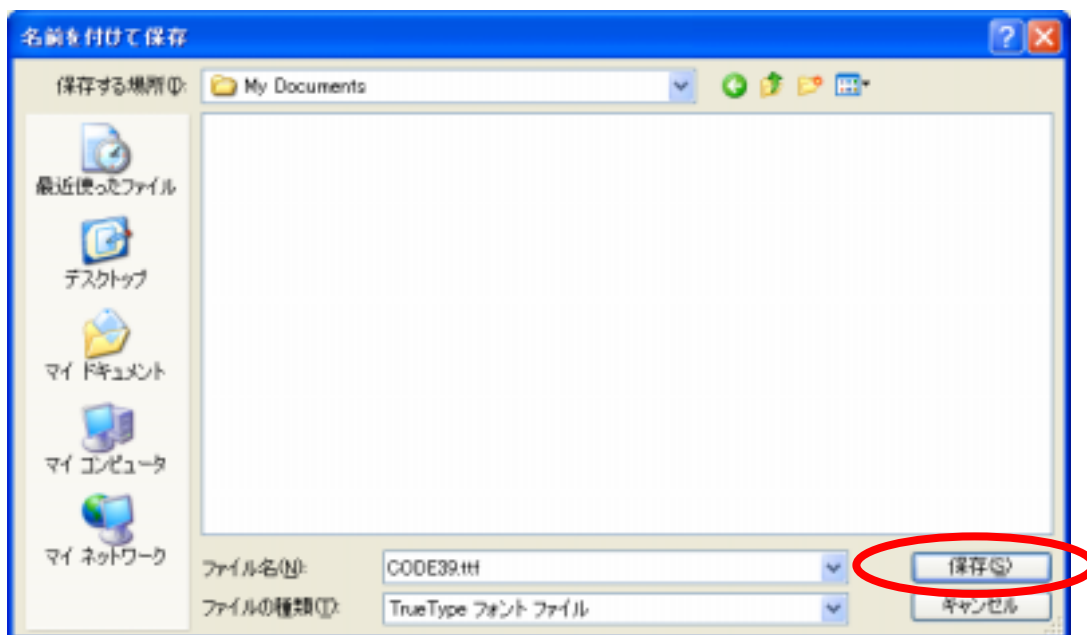 名前を付けて保存
保存する場所(I):
My Documents
最近使ったファイル
デスクトップ
マイ ドキュメント
マイ コンピュータ
マイ ネットワーク
ファイル名(N):
CODE39.ttf
保存(S)
ファイルの種類(T):
TrueType フォント ファイル
キャンセル